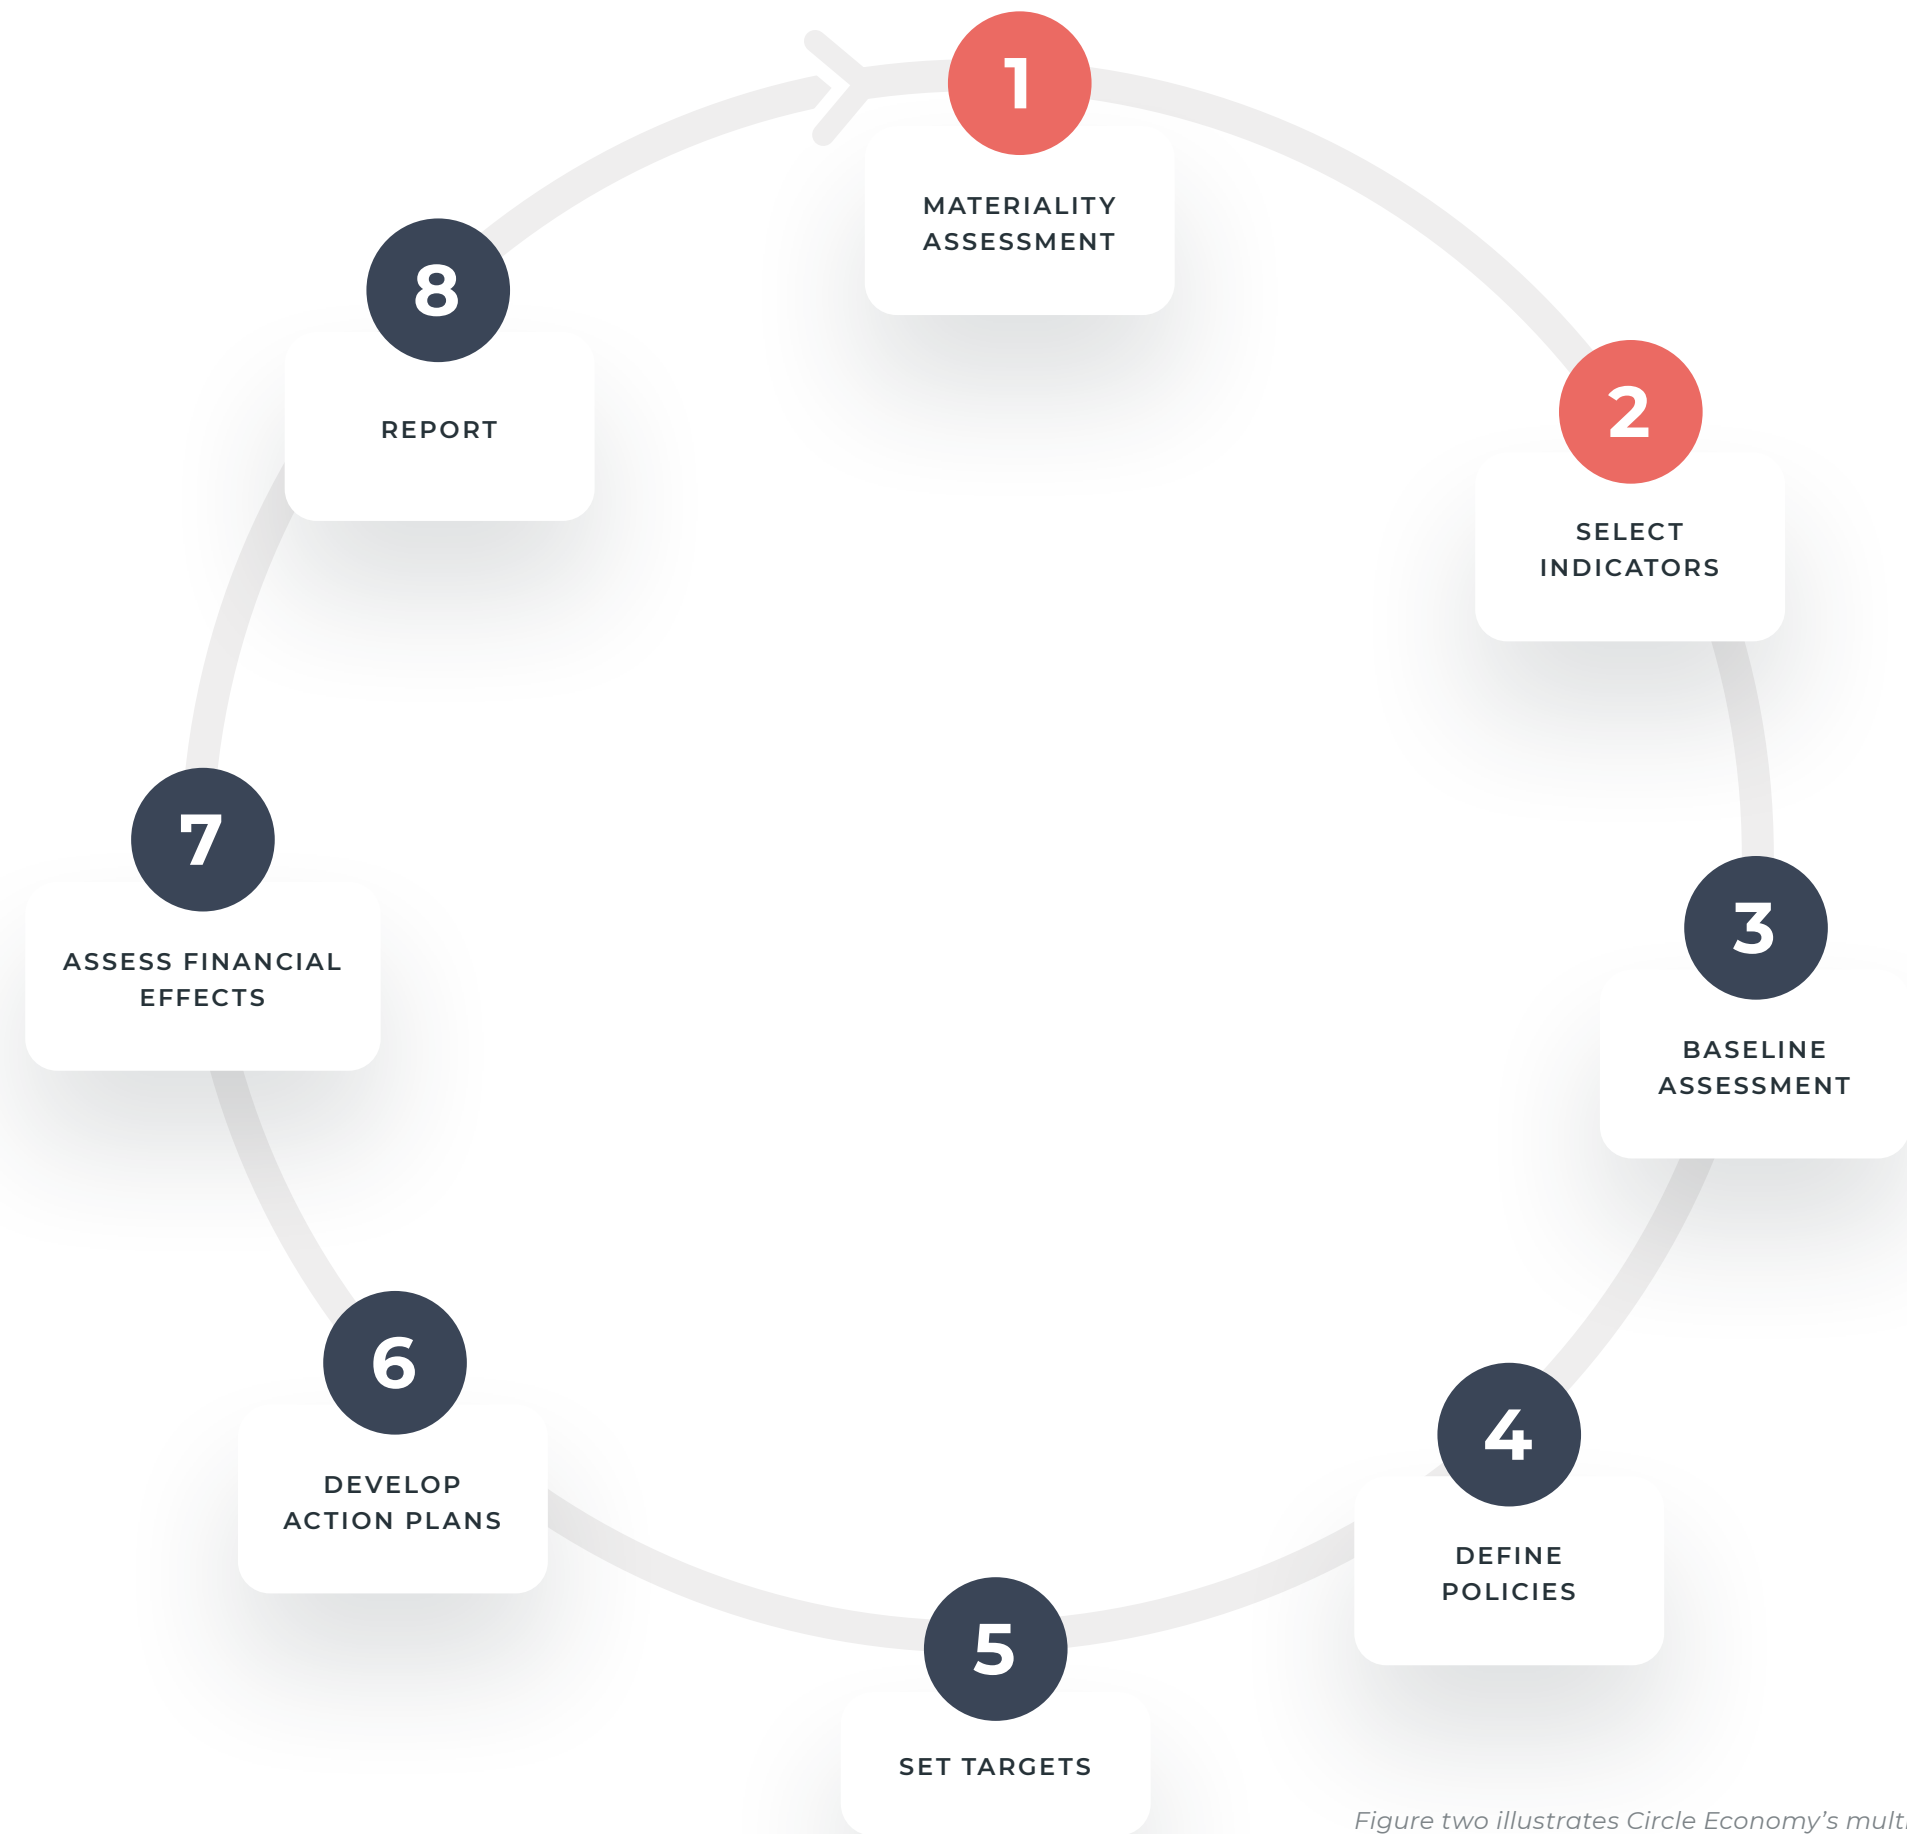 1
MATERIALITY
ASSESSMENT
2
SELECT
INDICATORS
3
BASELINE
ASSESSMENT
4
DEFINE
POLICIES
5
SET TARGETS
6
DEVELOP
ACTION PLANS
7
ASSESS FINANCIAL
EFFECTS
8
REPORT
Figure two illustrates Circle Economy’s